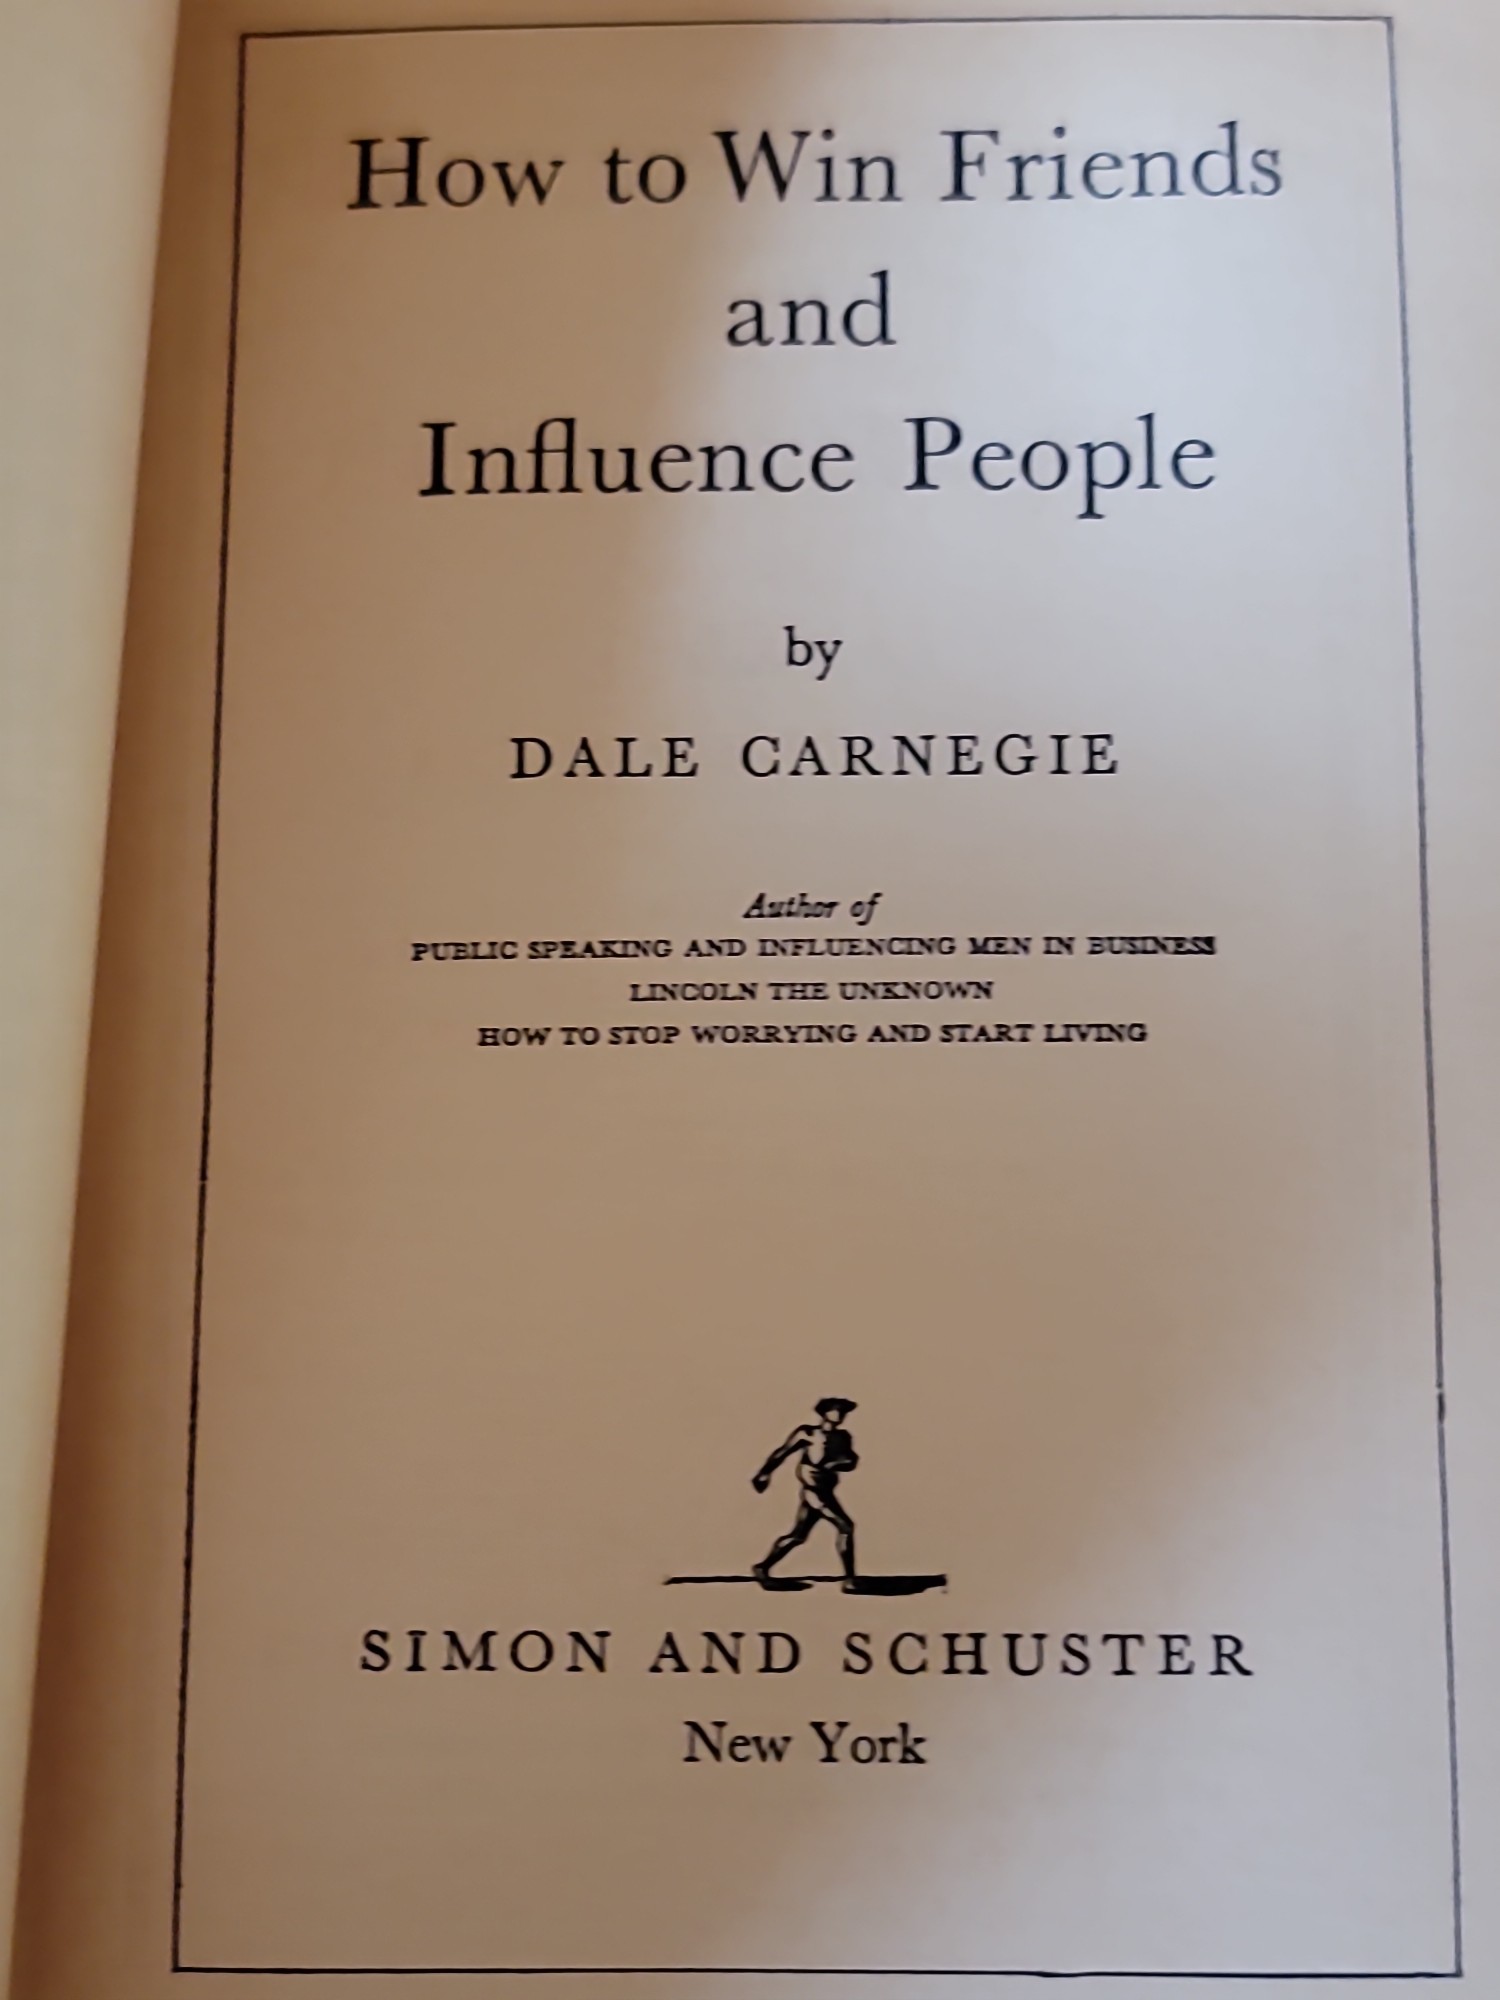 How to Win Friends
and
Influence People
by
DALE CARNEGIE
Author of
PUBLIC SPEAKING AND INFLUENCING MEN IN BUSINESS
LINCOLN THE UNKNOWN
HOW TO STOP WORRYING AND START LIVING
SIMON AND SCHUSTER
New York